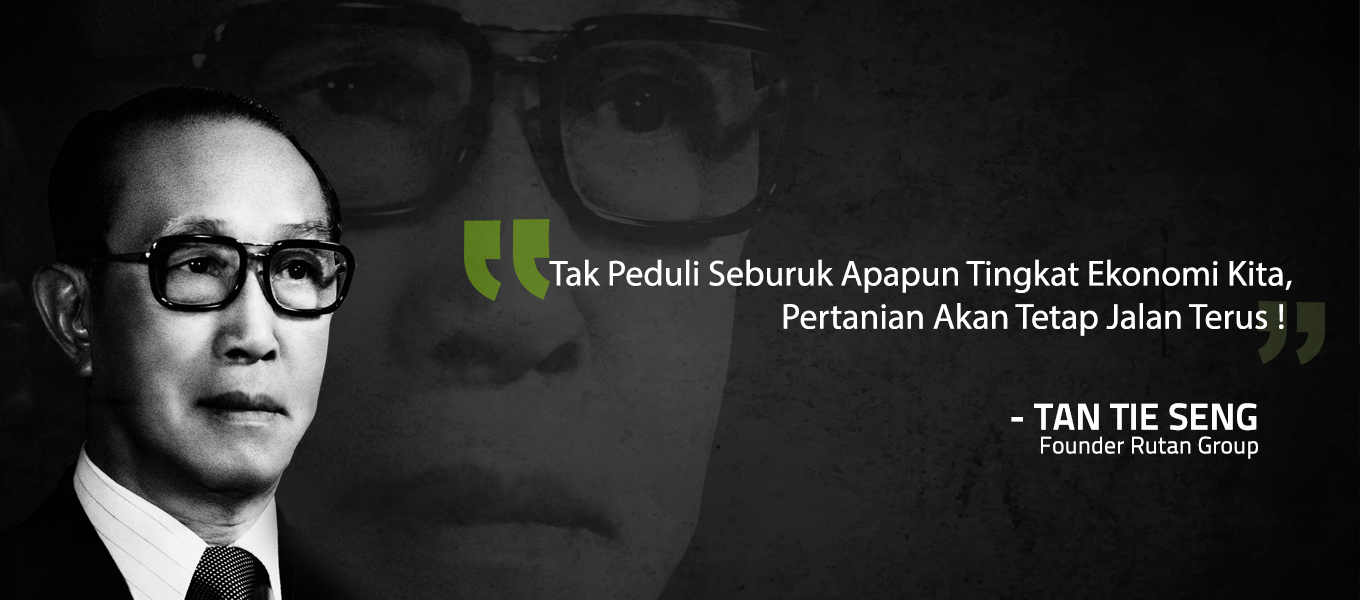 Tak Peduli Seburuk Apapun Tingkat Ekonomi Kita,
Pertanian Akan Tetap Jalan Terus !
- TAN TIE SENG
Founder Rutan Group